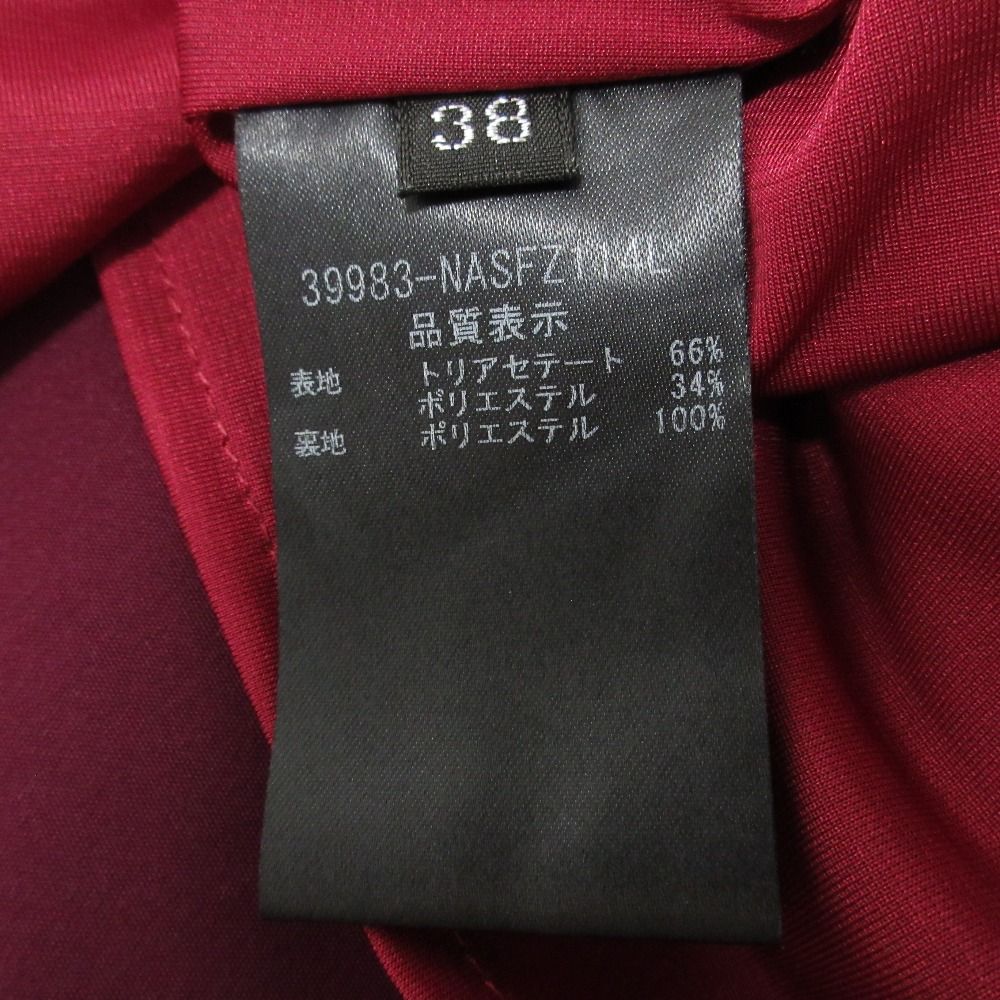 38
39983-NASFZ114L
品質表示
表地 トリアセテート 66%
ポリエステル 34%
裏地 ポリエステル 100%